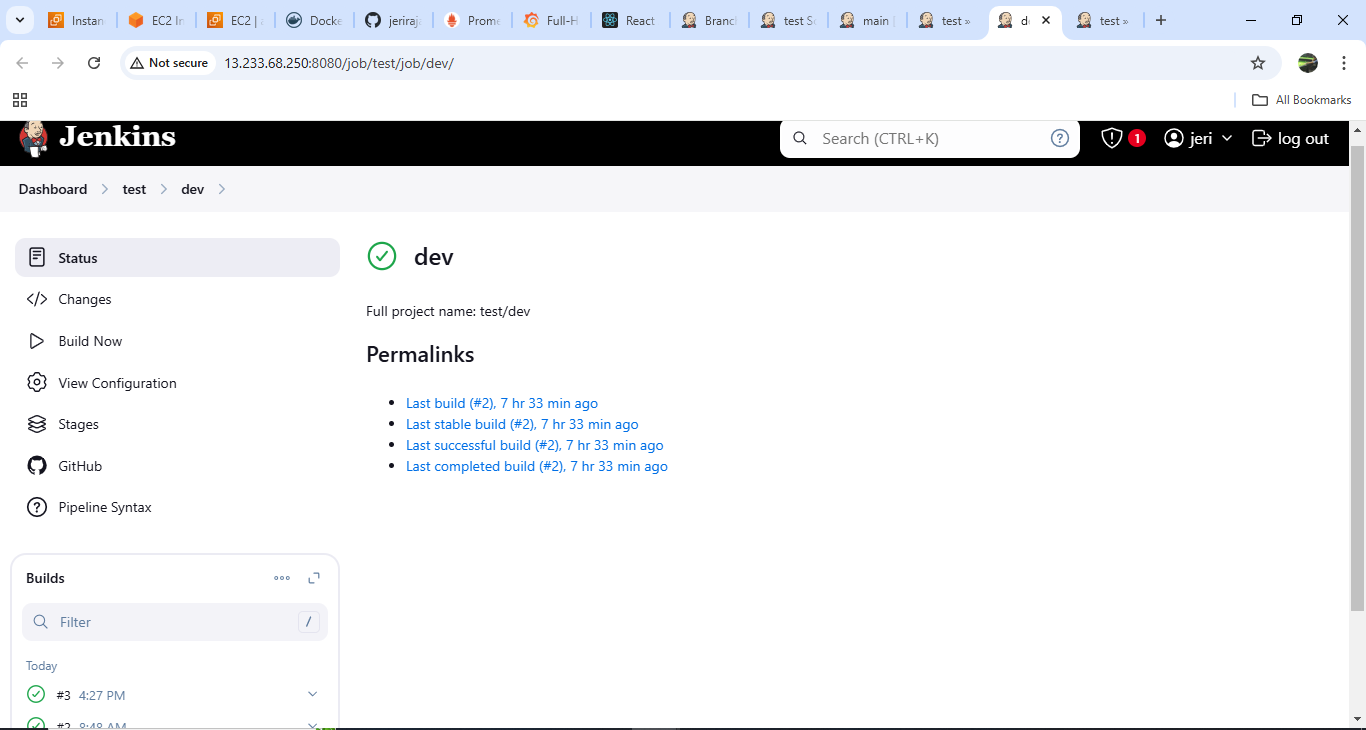 Instan
EC2 In
EC2 |
Docke
jeriraj
Prome
Full-H
React
Branch
test S
main
test »
de
test »
Not secure
13.233.68.250:8080/job/test/job/dev/
All Bookmarks
Jenkins
Search (CTRL+K)
?
1
jeri
log out
Dashboard
test
dev
Status
Changes
Build Now
View Configuration
Stages
GitHub
Pipeline Syntax
dev
Full project name: test/dev
Permalinks
Last build (#2), 7 hr 33 min ago
Last stable build (#2), 7 hr 33 min ago
Last successful build (#2), 7 hr 33 min ago
Last completed build (#2), 7 hr 33 min ago
Builds
Filter
/
Today
#3 4:27 PM
#2 8:48 AM